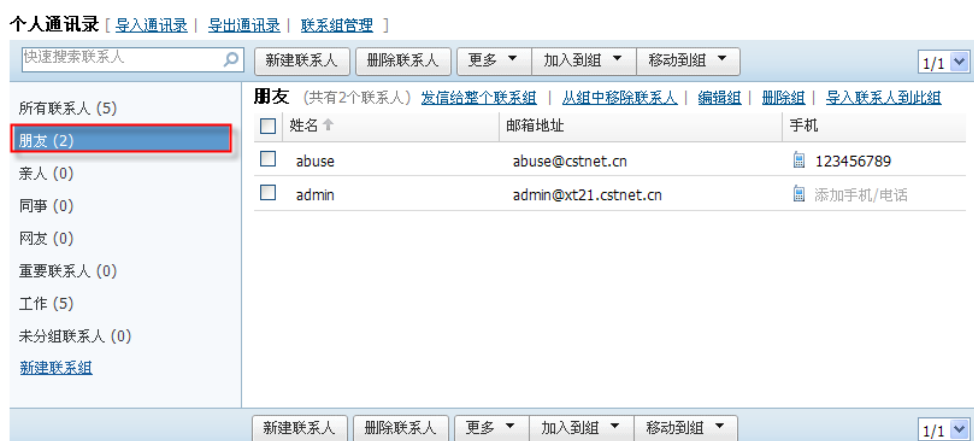 个人通讯录 [ 导入通讯录 | 导出通讯录 | 联系组管理 ]
快速搜索联系人 新建联系人 删除联系人 更多 加入到组 移动到组 1/1
所有联系人 (5)
朋友 (2)
亲人 (0)
同事 (0)
网友 (0)
重要联系人 (0)
工作 (5)
未分组联系人 (0)
新建联系组
朋友 (共有2个联系人) 发信给整个联系组 | 从组中移除联系人 | 编辑组 | 删除组 | 导入联系人到此组
姓名 邮箱地址 手机
abuse abuse@cstnet.cn 123456789
admin admin@xt21.cstnet.cn 添加手机/电话
新建联系人 删除联系人 更多 加入到组 移动到组 1/1